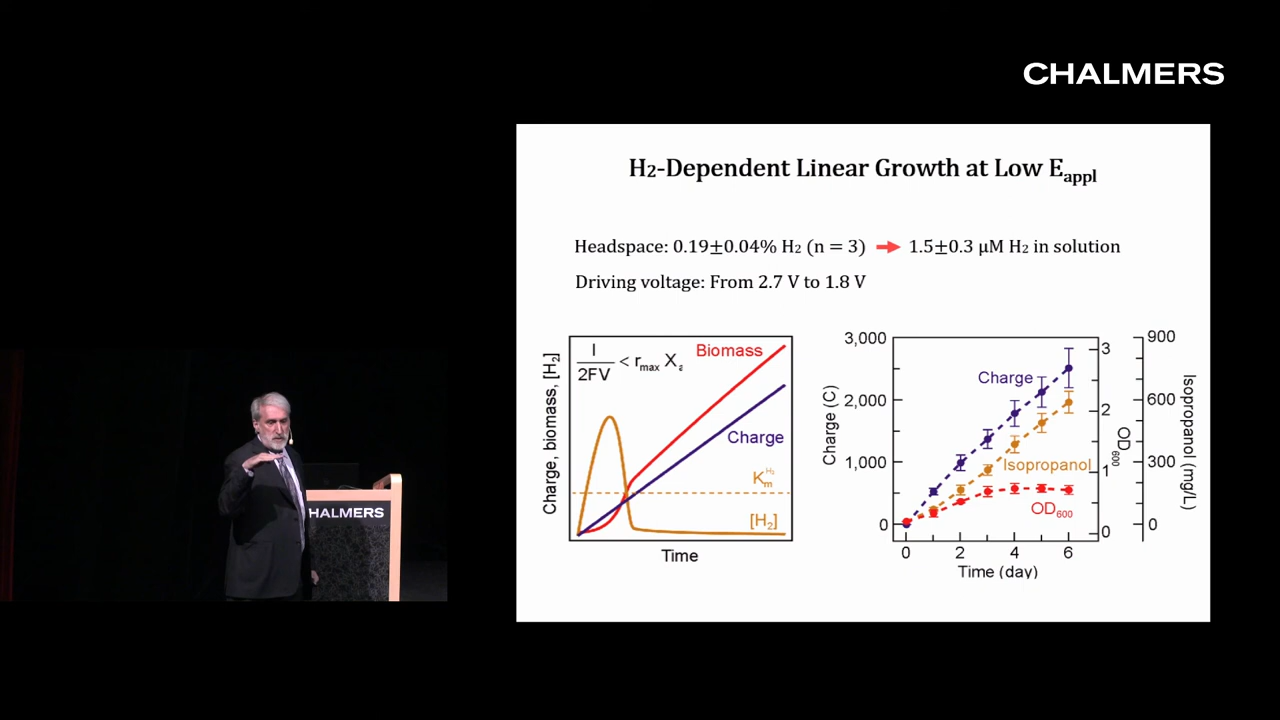 CHALMERS
H2-Dependent Linear Growth at Low Eappl
Headspace: 0.19±0.04% H2 (n = 3) → 1.5±0.3 μM H2 in solution
Driving voltage: From 2.7 V to 1.8 V
Charge, biomass, [H2]
I
2FV
< rmax Xa
Biomass
Charge
KmH2
[H2]
Time
Charge (C)
3,000
2,000
1,000
0
Charge
Isopropanol
OD600
0
2
4
6
Time (day)
3
2
1
0
OD600
900
600
300
0
Isopropanol (mg/L)
HALMERS